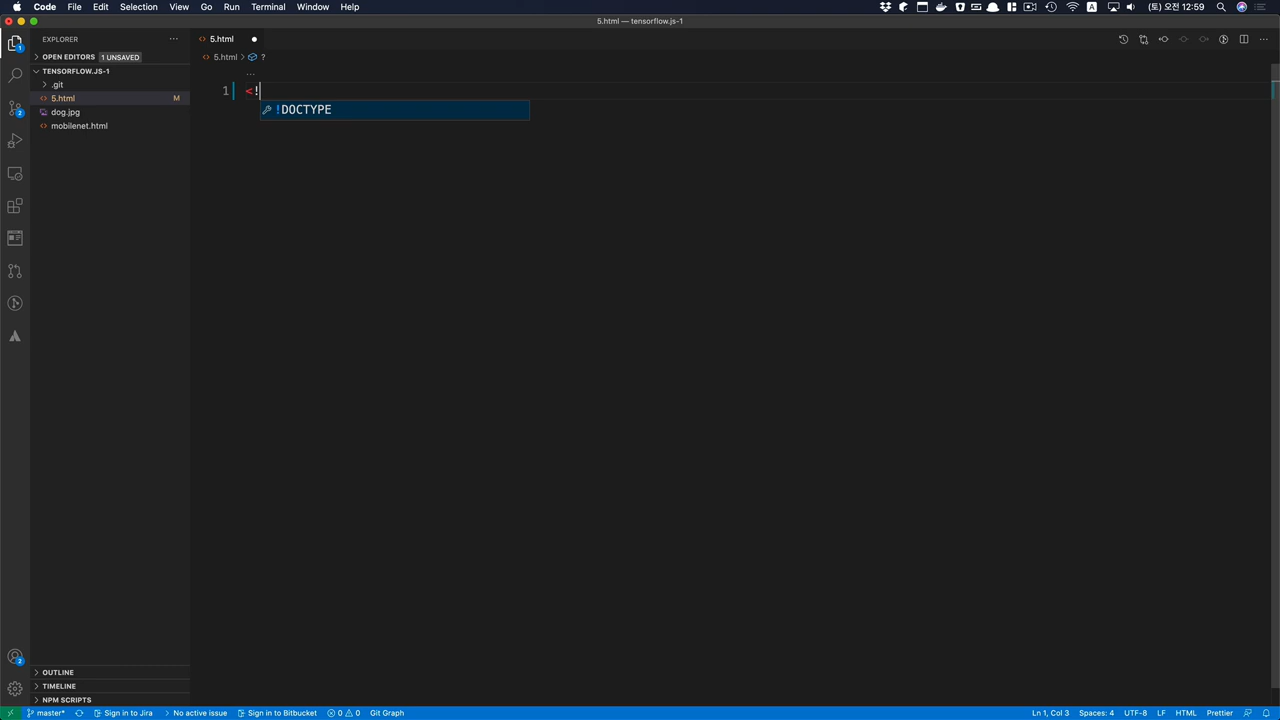 Code File Edit Selection View Go Run Terminal Window Help A (토) 오전 12:59
5.html — tensorflow.js-1
EXPLORER ···
5.html
OPEN EDITORS 1 UNSAVED
5.html ?
TENSORFLOW.JS-1
...
.git
1 <!
5.html M
!DOCTYPE
dog.jpg
mobilenet.html
1
2
2
OUTLINE
TIMELINE
NPM SCRIPTS
master* Sign in to Jira No active issue Sign in to Bitbucket 0 0 Git Graph Ln 1, Col 3 Spaces: 4 UTF-8 LF HTML Prettier